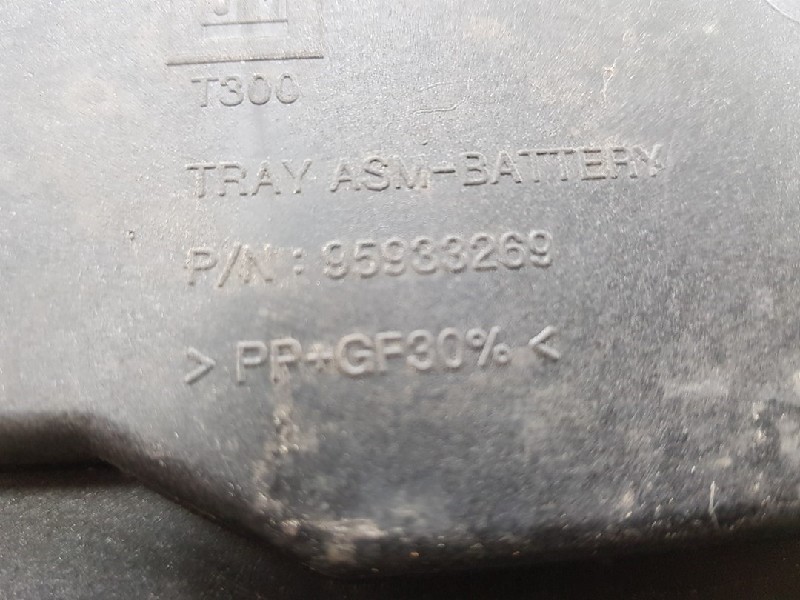 T300
TRAY ASM-BATTERY
P/N : 95933269
> PP+GF30% <